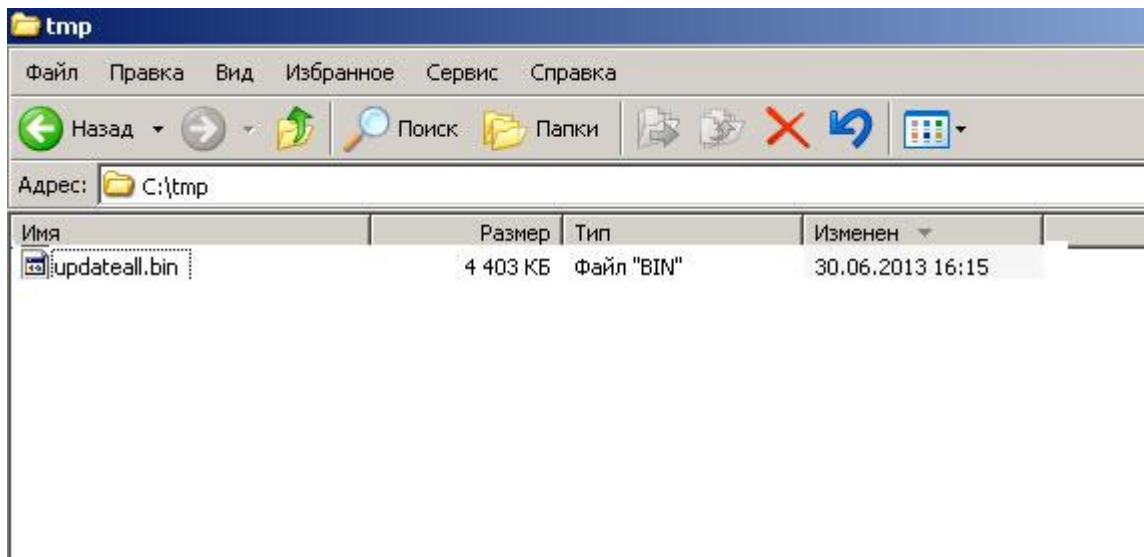 tmp
Файл Правка Вид Избранное Сервис Справка
Назад Поиск Папки
Адрес: C:\tmp
Имя Размер Тип Изменен
updateall.bin 4 403 КБ Файл "BIN" 30.06.2013 16:15